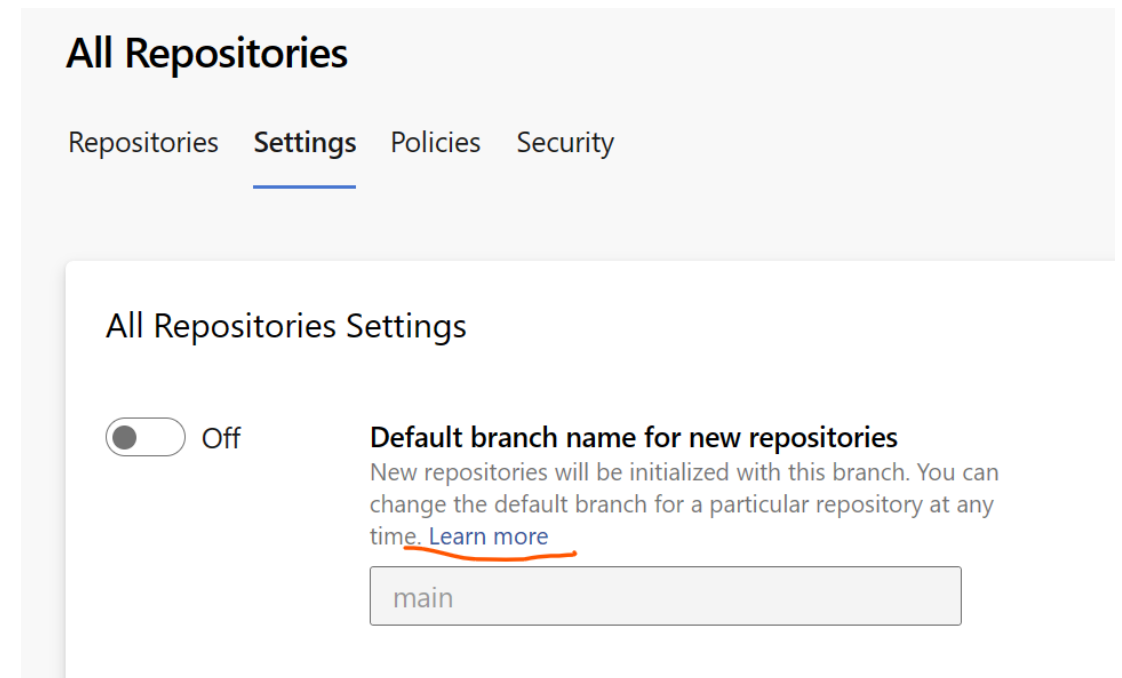 All Repositories
Repositories Settings Policies Security
All Repositories Settings
Off
Default branch name for new repositories
New repositories will be initialized with this branch. You can
change the default branch for a particular repository at any
time. Learn more
main